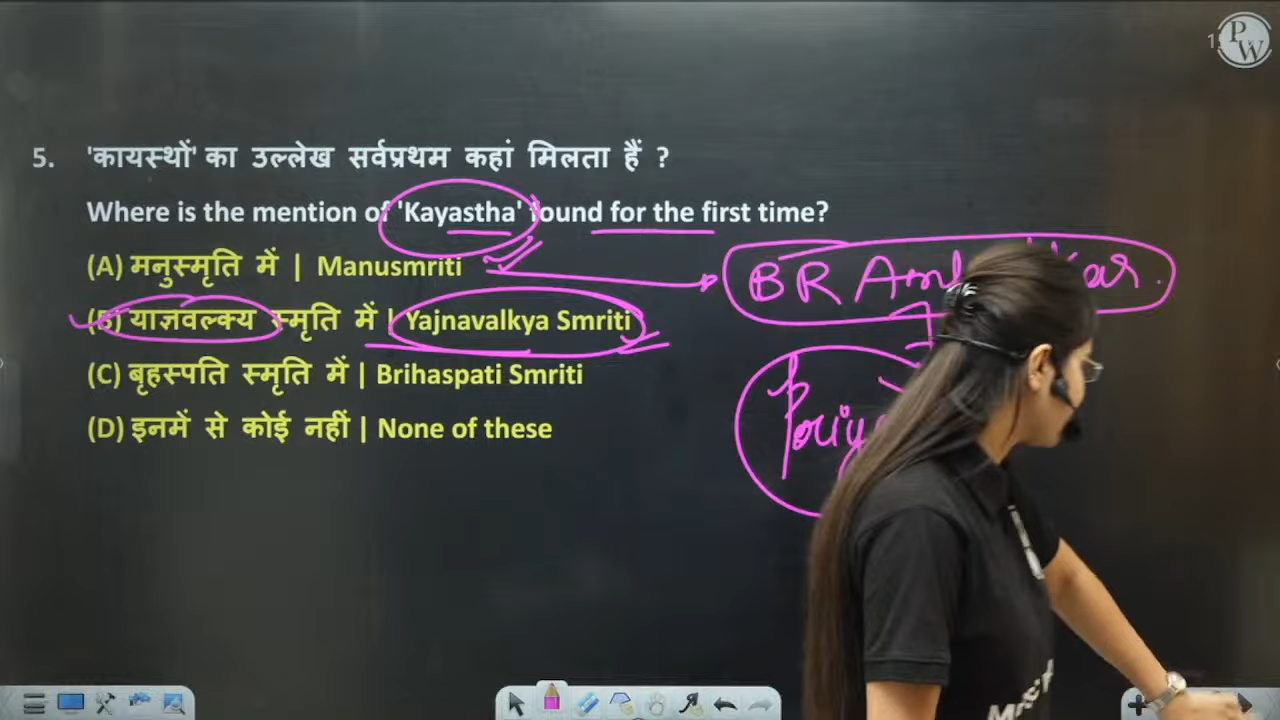 PW
5. 'कायस्थों' का उल्लेख सर्वप्रथम कहां मिलता हैं ?
Where is the mention of 'Kayastha' found for the first time?
(A) मनुस्मृति में | Manusmriti
BR Amb kar.
(B) याज्ञवल्क्य स्मृति में | Yajnavalkya Smriti
(C) बृहस्पति स्मृति में | Brihaspati Smriti
(D) इनमें से कोई नहीं | None of these